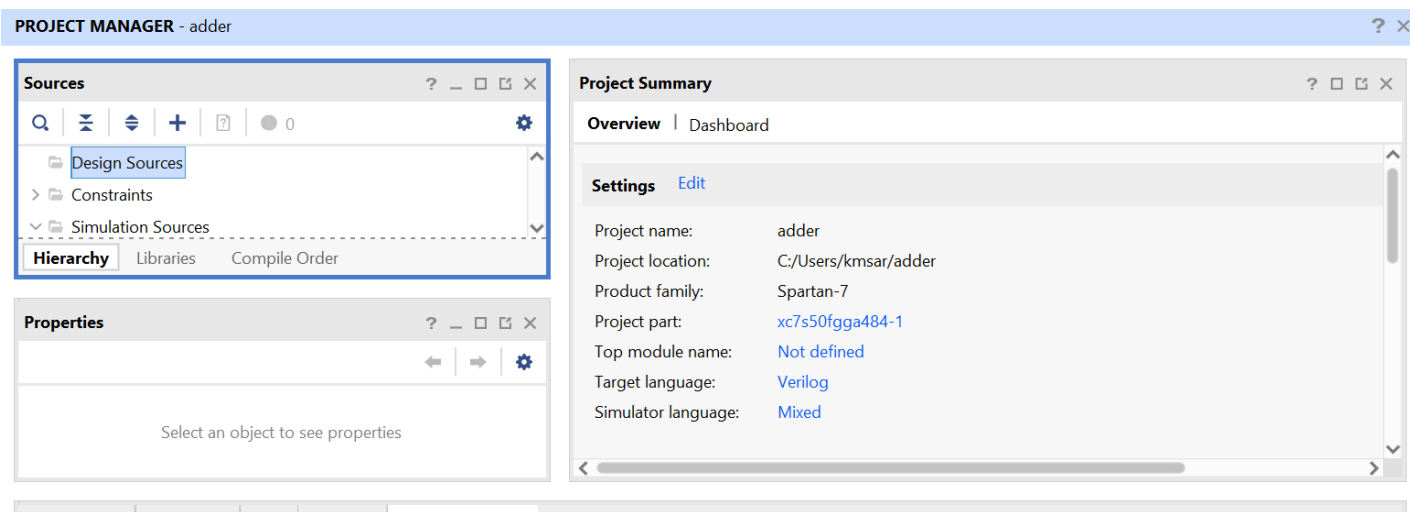 PROJECT MANAGER - adder
Sources
0
Design Sources
Constraints
Simulation Sources
Hierarchy Libraries Compile Order
Properties
Select an object to see properties
Project Summary
Overview | Dashboard
Settings Edit
Project name: adder
Project location: C:/Users/kmsar/adder
Product family: Spartan-7
Project part: xc7s50fgga484-1
Top module name: Not defined
Target language: Verilog
Simulator language: Mixed